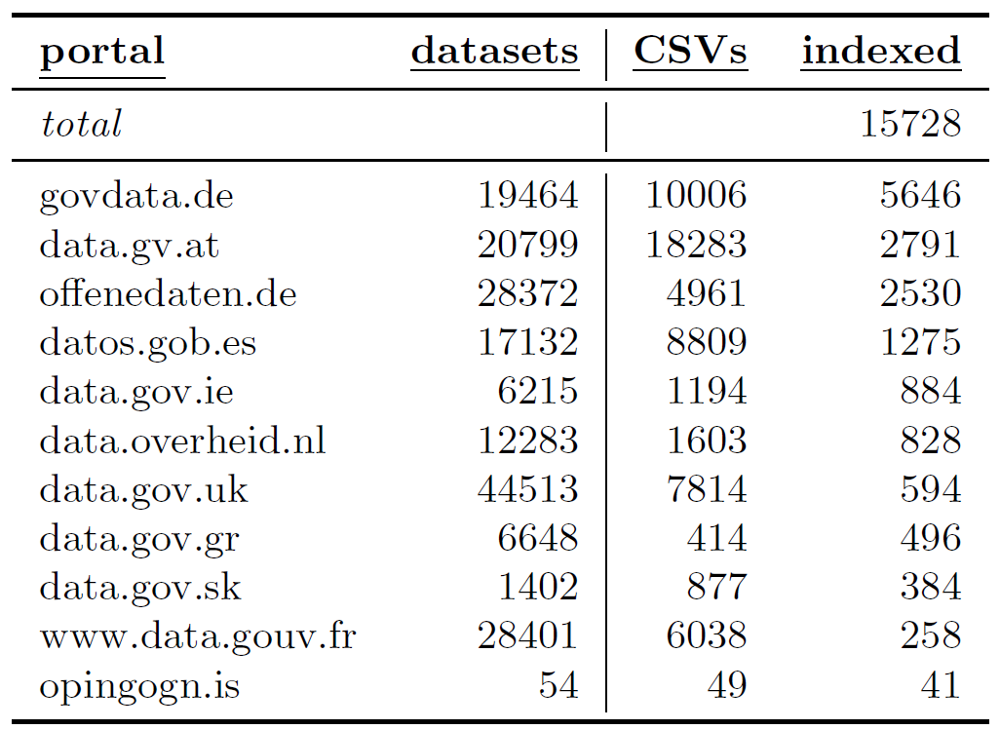 portal datasets CSVs indexed
total 15728
govdata.de 19464 10006 5646
data.gv.at 20799 18283 2791
offenedaten.de 28372 4961 2530
datos.gob.es 17132 8809 1275
data.gov.ie 6215 1194 884
data.overheid.nl 12283 1603 828
data.gov.uk 44513 7814 594
data.gov.gr 6648 414 496
data.gov.sk 1402 877 384
www.data.gouv.fr 28401 6038 258
opingogn.is 54 49 41